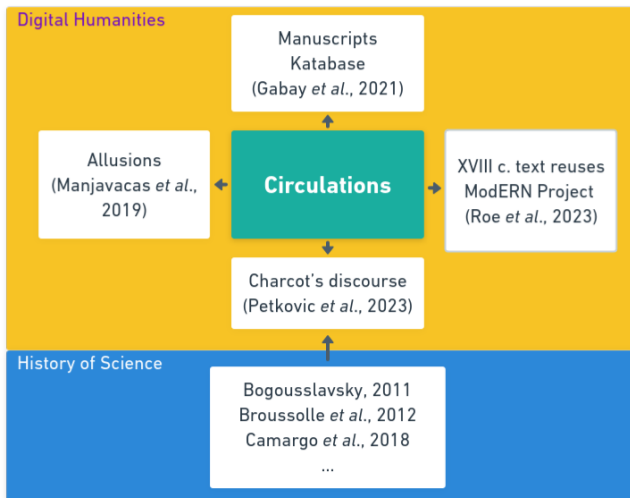 Digital Humanities
Manuscripts
Katabase
(Gabay et al., 2021)
Allusions
(Manjavacas et al.,
2019)
Circulations
XVIII c. text reuses
ModERN Project
(Roe et al., 2023)
Charcot's discourse
(Petkovic et al., 2023)
History of Science
Bogousslavsky, 2011
Broussolle et al., 2012
Camargo et al., 2018
...